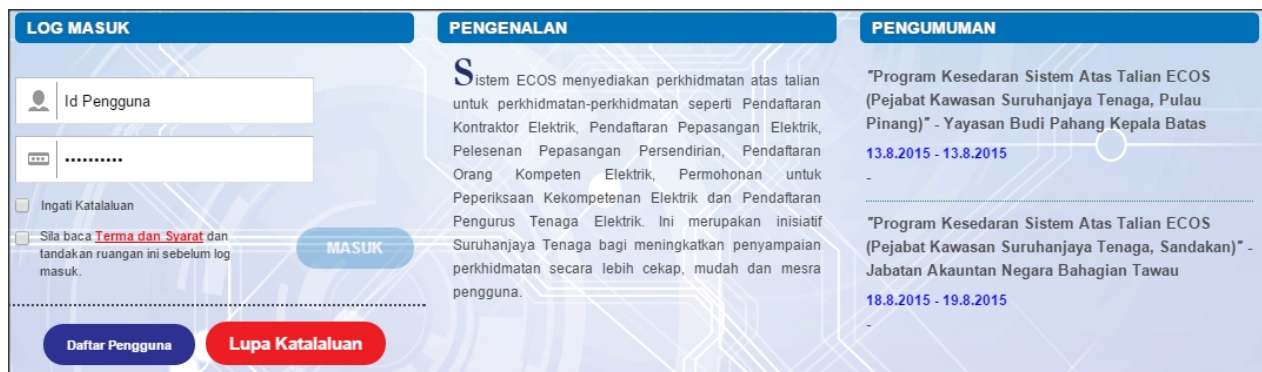 LOG MASUK
Id Pengguna
••••••••••
Ingati Katalaluan
Sila baca Terma dan Syarat dan
tandakan ruangan ini sebelum log
masuk.
MASUK
Daftar Pengguna
Lupa Katalaluan
PENGENALAN
Sistem ECOS menyediakan perkhidmatan atas talian
untuk perkhidmatan-perkhidmatan seperti Pendaftaran
Kontraktor Elektrik, Pendaftaran Pepasangan Elektrik,
Pelesenan Pepasangan Persendirian, Pendaftaran
Orang Kompeten Elektrik, Permohonan untuk
Peperiksaan Kekompetenan Elektrik dan Pendaftaran
Pengurus Tenaga Elektrik. Ini merupakan inisiatif
Suruhanjaya Tenaga bagi meningkatkan penyampaian
perkhidmatan secara lebih cekap, mudah dan mesra
pengguna.
PENGUMUMAN
"Program Kesedaran Sistem Atas Talian ECOS
(Pejabat Kawasan Suruhanjaya Tenaga, Pulau
Pinang)" - Yayasan Budi Pahang Kepala Batas
13.8.2015 - 13.8.2015
-
"Program Kesedaran Sistem Atas Talian ECOS
(Pejabat Kawasan Suruhanjaya Tenaga, Sandakan)" -
Jabatan Akauntan Negara Bahagian Tawau
18.8.2015 - 19.8.2015
-